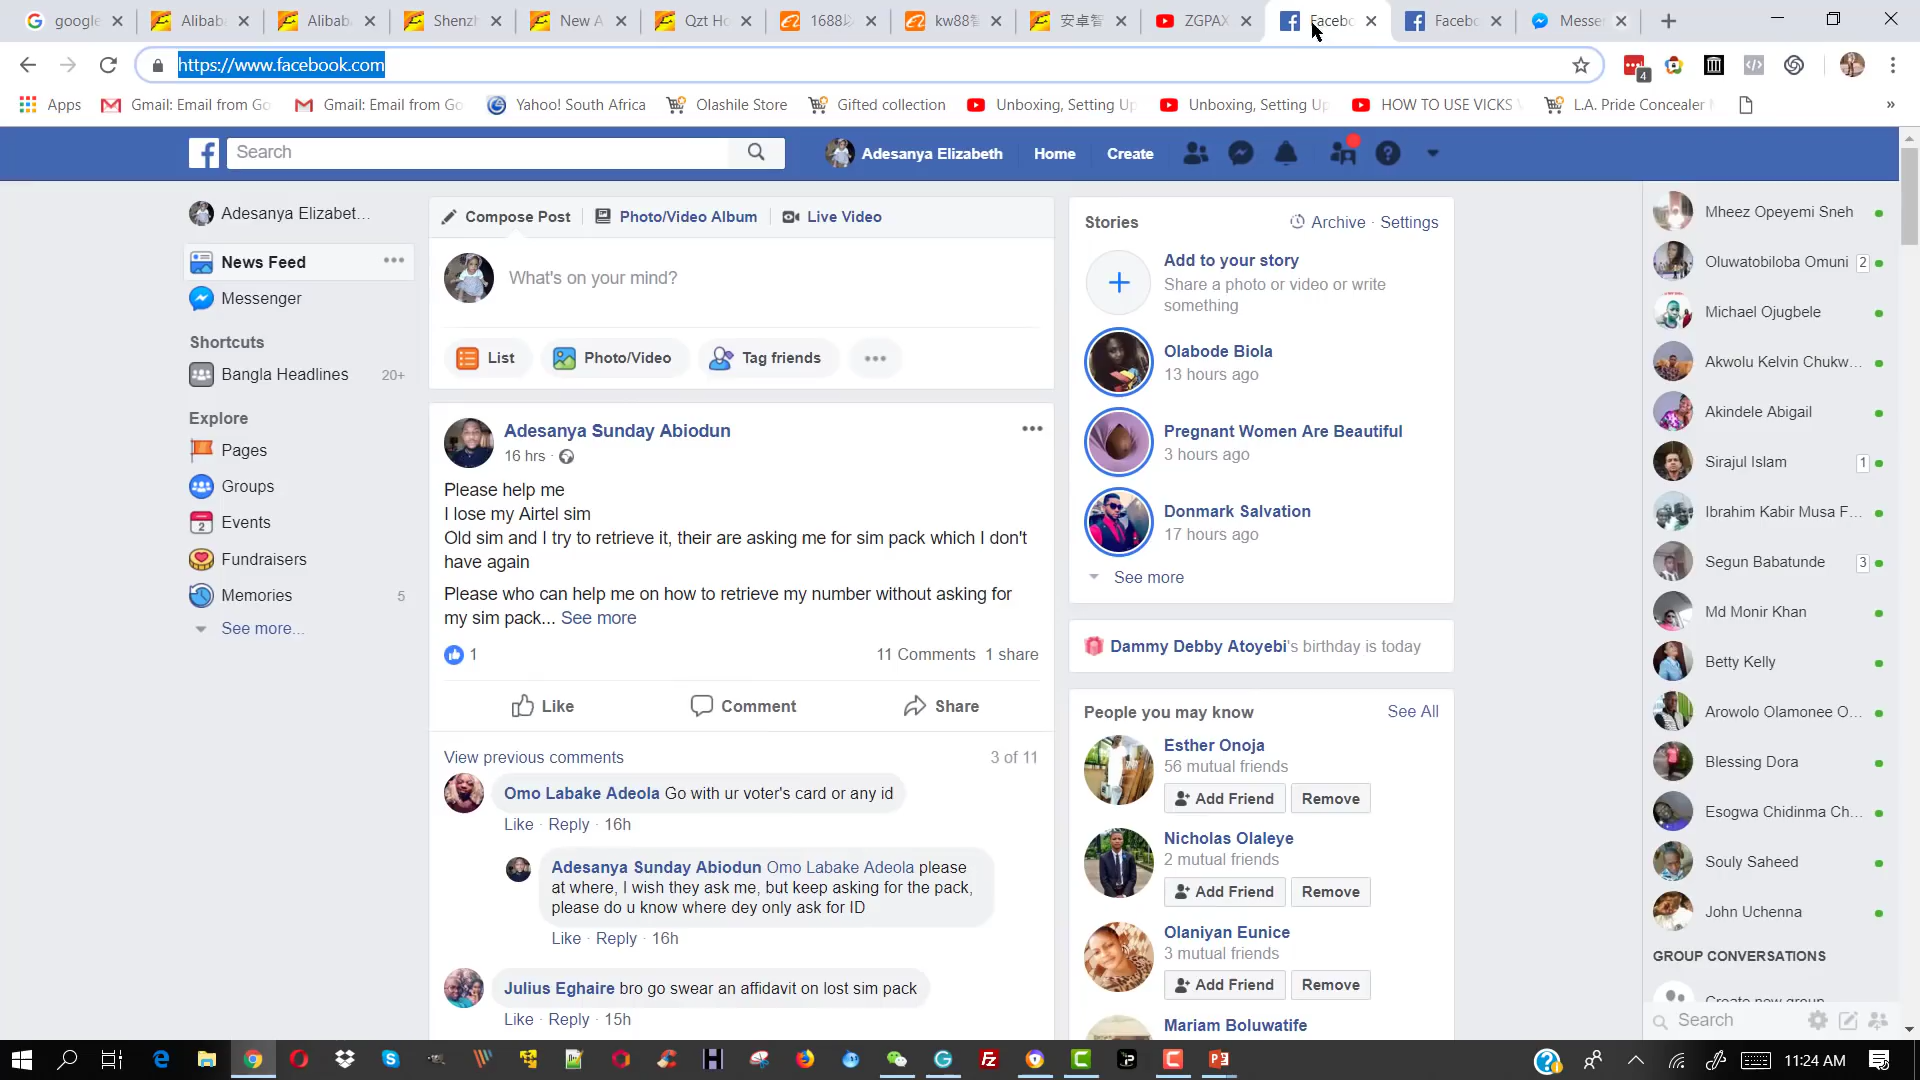 google
Alibab
Alibab
Shenz
New A
Qzt Ho
1688
kw88
安卓智
ZGPAX
Facebo
Facebo
Messe
https://www.facebook.com
4
Apps
Gmail: Email from Go
Gmail: Email from Go
Yahoo! South Africa
Olashile Store
Gifted collection
Unboxing, Setting Up
Unboxing, Setting Up
HOW TO USE VICKS
L.A. Pride Concealer
Search
Adesanya Elizabeth
Home
Create
Adesanya Elizabet...
News Feed
Messenger
Shortcuts
Bangla Headlines 20+
Explore
Pages
Groups
Events
Fundraisers
Memories 5
See more...
Compose Post
Photo/Video Album
Live Video
What's on your mind?
List
Photo/Video
Tag friends
Adesanya Sunday Abiodun
16 hrs ·
Please help me
I lose my Airtel sim
Old sim and I try to retrieve it, their are asking me for sim pack which I don't
have again
Please who can help me on how to retrieve my number without asking for
my sim pack... See more
1
11 Comments 1 share
Like
Comment
Share
View previous comments
3 of 11
Omo Labake Adeola Go with ur voter's card or any id
Like · Reply · 16h
Adesanya Sunday Abiodun Omo Labake Adeola please
at where, I wish they ask me, but keep asking for the pack,
please do u know where dey only ask for ID
Like · Reply · 16h
Julius Eghaire bro go swear an affidavit on lost sim pack
Like · Reply · 15h
Stories
Archive · Settings
Add to your story
Share a photo or video or write
something
Olabode Biola
13 hours ago
Pregnant Women Are Beautiful
3 hours ago
Donmark Salvation
17 hours ago
See more
Dammy Debby Atoyebi's birthday is today
People you may know
See All
Esther Onoja
56 mutual friends
Add Friend
Remove
Nicholas Olaleye
2 mutual friends
Add Friend
Remove
Olaniyan Eunice
3 mutual friends
Add Friend
Remove
Mariam Boluwatife
Mheez Opeyemi Sneh
Oluwatobiloba Omuni 2
Michael Ojugbele
Akwolu Kelvin Chukw...
Akindele Abigail
Sirajul Islam 1
Ibrahim Kabir Musa F...
Segun Babatunde 3
Md Monir Khan
Betty Kelly
Arowolo Olamonee O...
Blessing Dora
Esogwa Chidinma Ch...
Souly Saheed
John Uchenna
GROUP CONVERSATIONS
Create new group
Search
11:24 AM